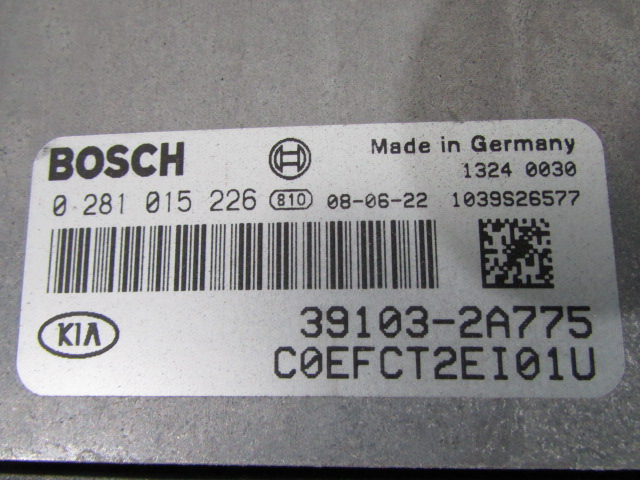 BOSCH
Made in Germany
1324 0030
0 281 015 226 810 08-06-22 1039S26577
KIA
39103-2A775
C0EFCT2EI01U